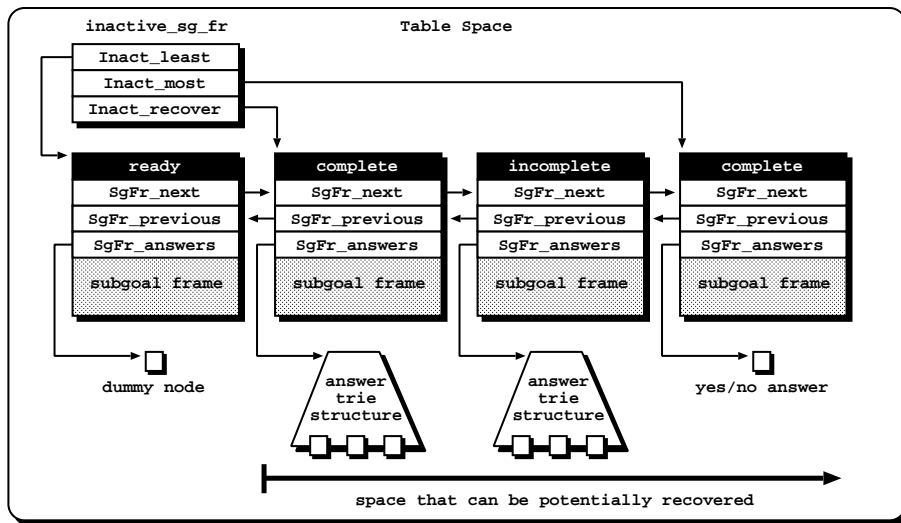 inactive_sg_fr
Table Space
Inact_least
Inact_most
Inact_recover
ready
complete
incomplete
complete
SgFr_next
SgFr_next
SgFr_next
SgFr_next
SgFr_previous
SgFr_previous
SgFr_previous
SgFr_previous
SgFr_answers
SgFr_answers
SgFr_answers
SgFr_answers
subgoal frame
subgoal frame
subgoal frame
subgoal frame
dummy node
answer
trie
structure
answer
trie
structure
yes/no answer
space that can be potentially recovered